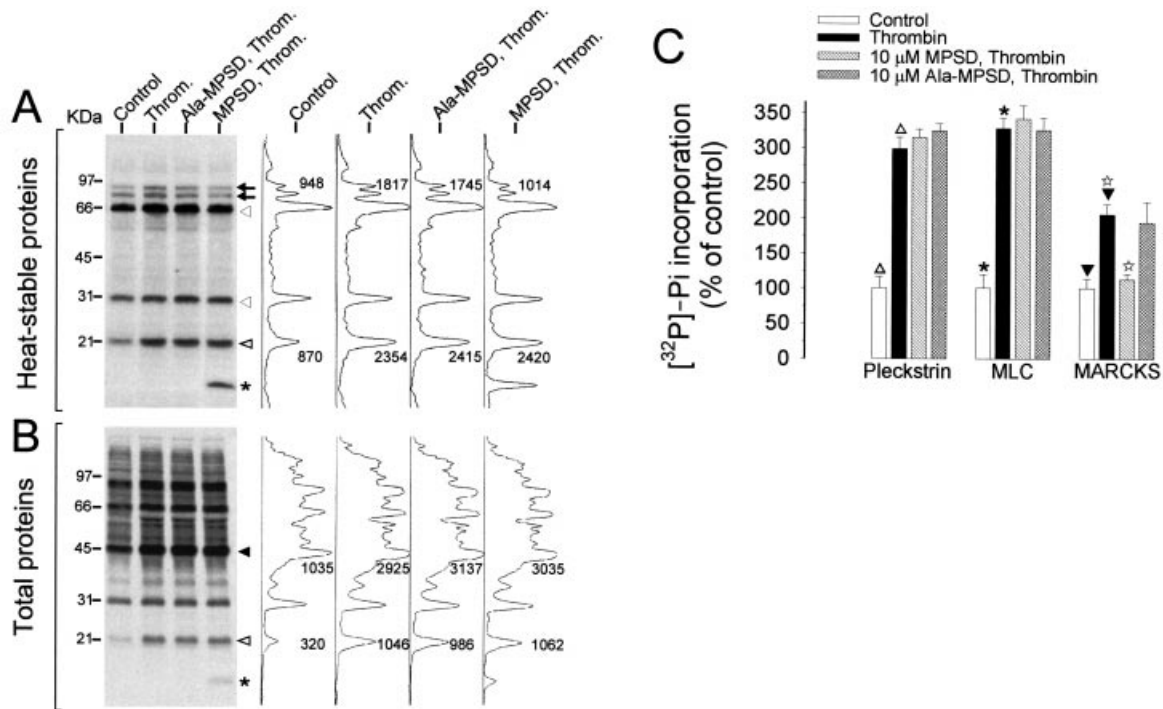 A
KDa
Control
Throm.
Ala-MPSD, Throm.
MPSD, Throm.
Control
Throm.
Ala-MPSD, Throm.
MPSD, Throm.
Heat-stable proteins
97
66
45
31
21
*
948
1817
1745
1014
870
2354
2415
2420
B
Total proteins
97
66
45
31
21
*
1035
2925
3137
3035
320
1046
986
1062
C
Control
Thrombin
10 µM MPSD, Thrombin
10 µM Ala-MPSD, Thrombin
[³²P]-Pi incorporation
(% of control)
350
300
250
200
150
100
50
0
Pleckstrin
MLC
MARCKS